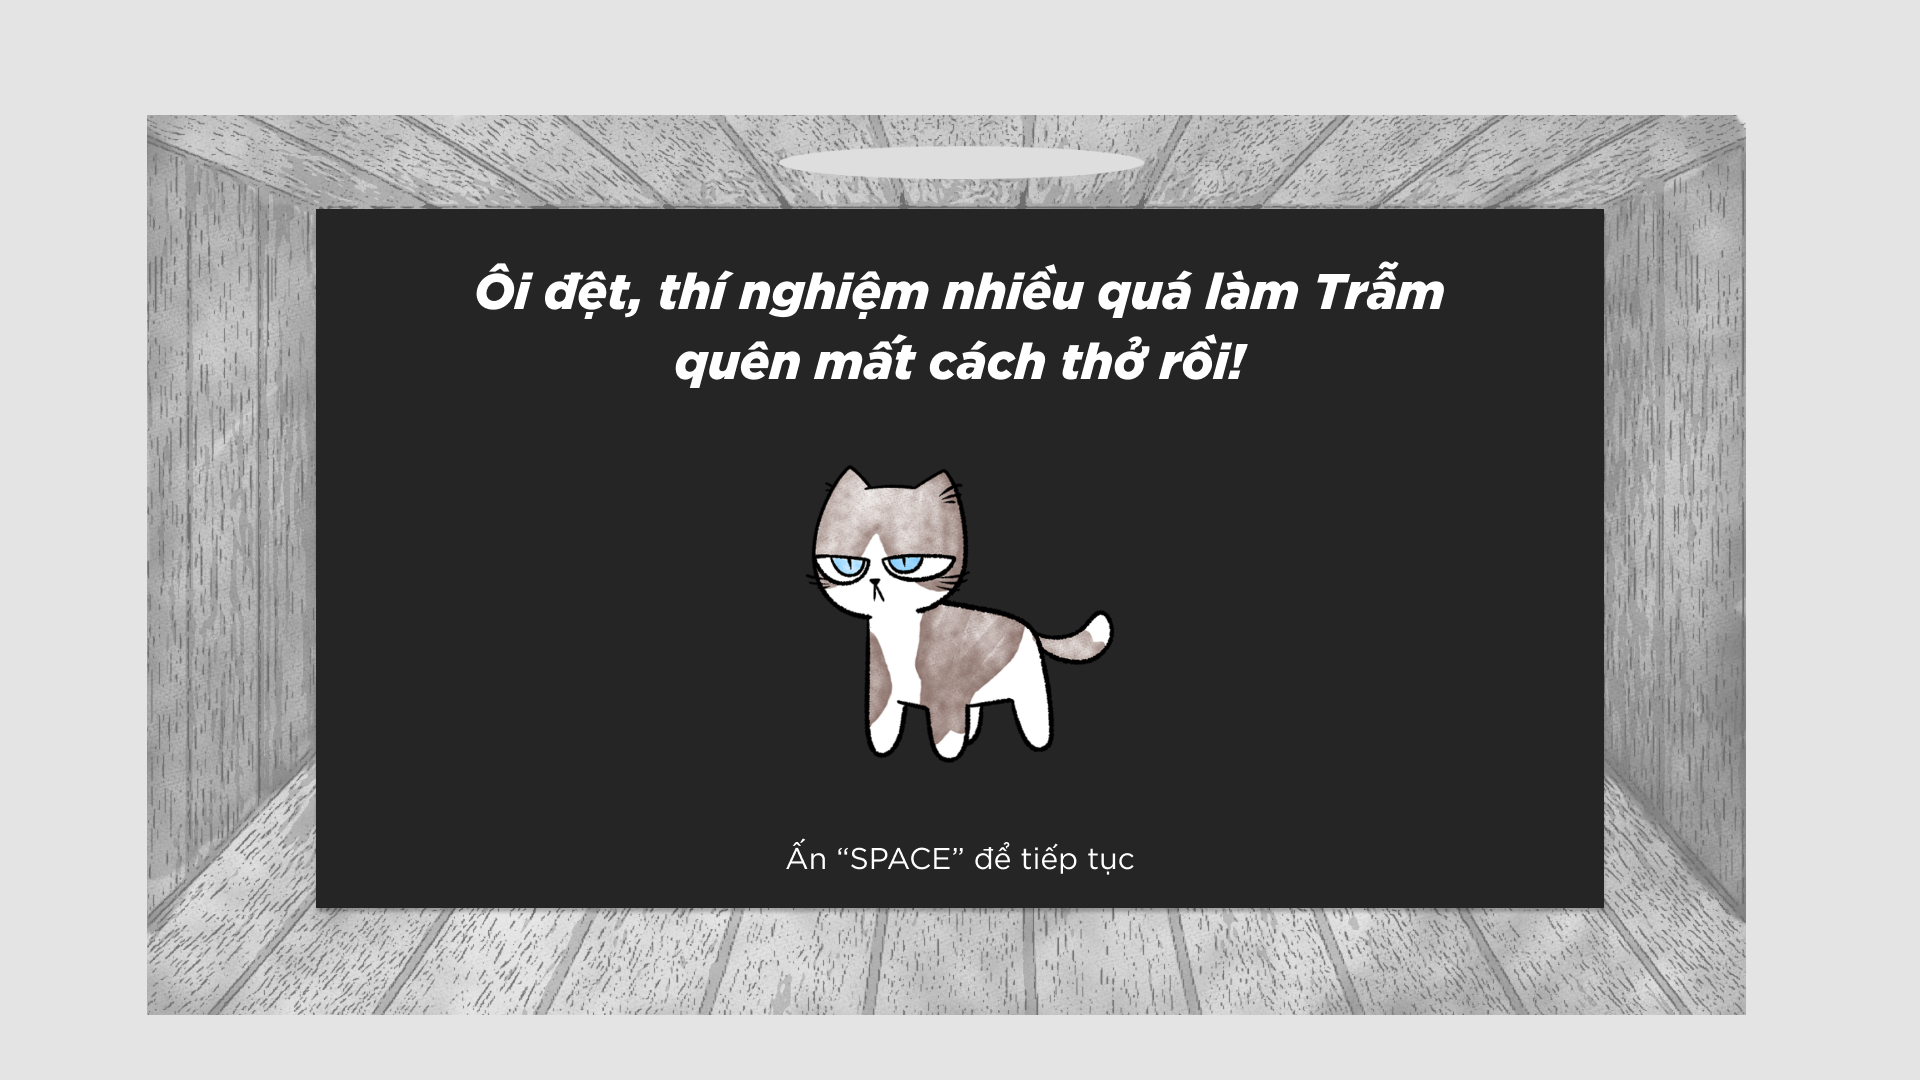 Ôi đệt, thí nghiệm nhiều quá làm Trẫm
quên mất cách thở rồi!
Ấn “SPACE” để tiếp tục